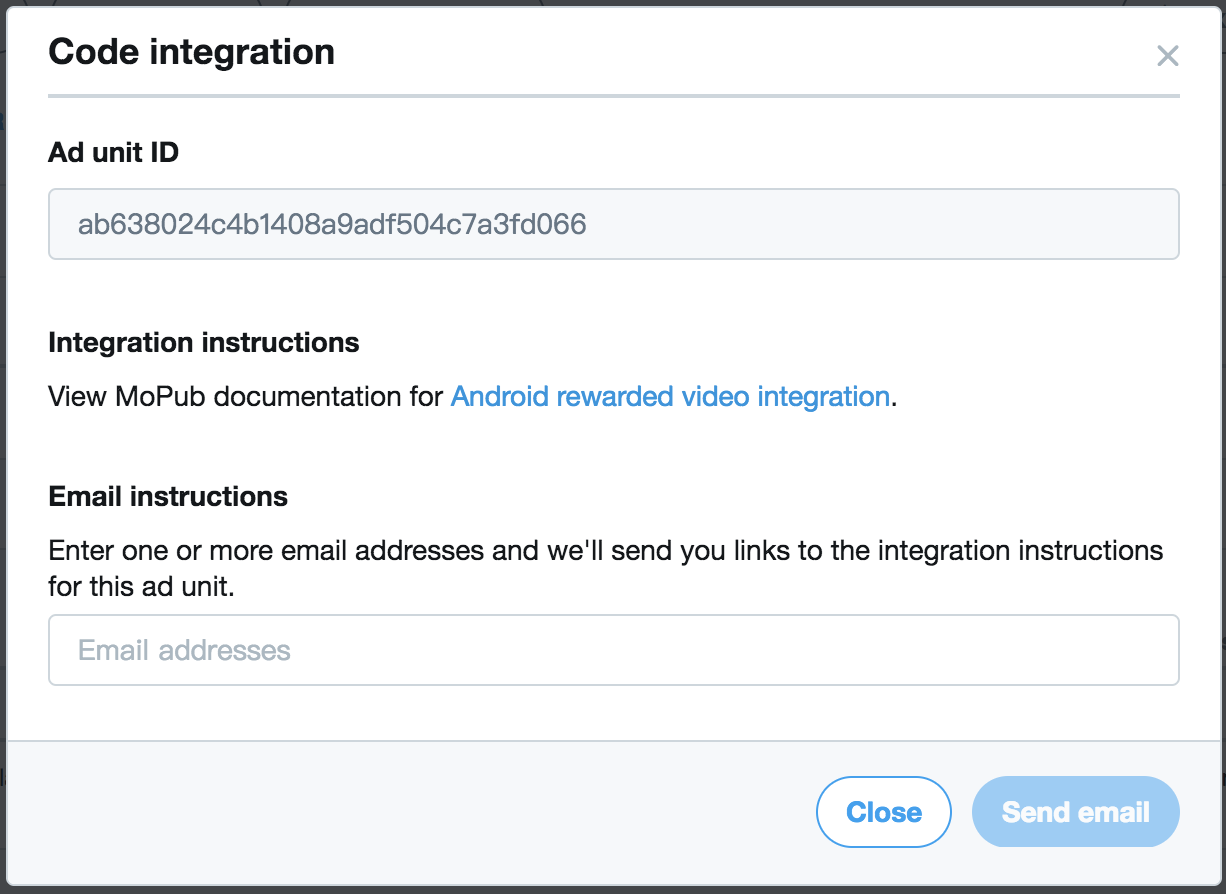 Code integration
Ad unit ID
ab638024c4b1408a9adf504c7a3fd066
Integration instructions
View MoPub documentation for Android rewarded video integration.
Email instructions
Enter one or more email addresses and we'll send you links to the integration instructions
for this ad unit.
Email addresses
Close
Send email